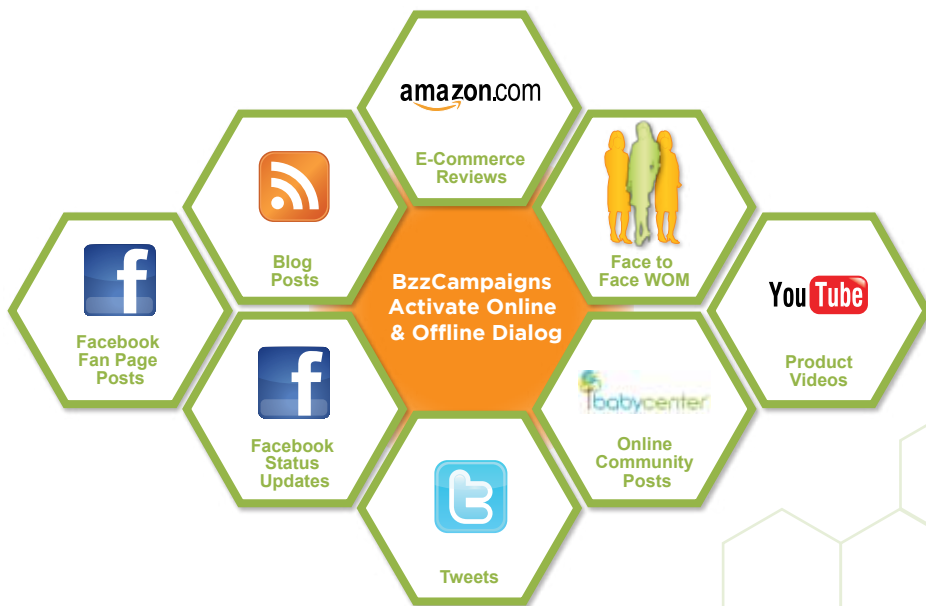 amazon.com
E-Commerce
Reviews
Blog
Posts
Face to
Face WOM
f
Facebook
Fan Page
Posts
BzzCampaigns
Activate Online
& Offline Dialog
You Tube
Product
Videos
f
Facebook
Status
Updates
babycenter
Online
Community
Posts
t
Tweets